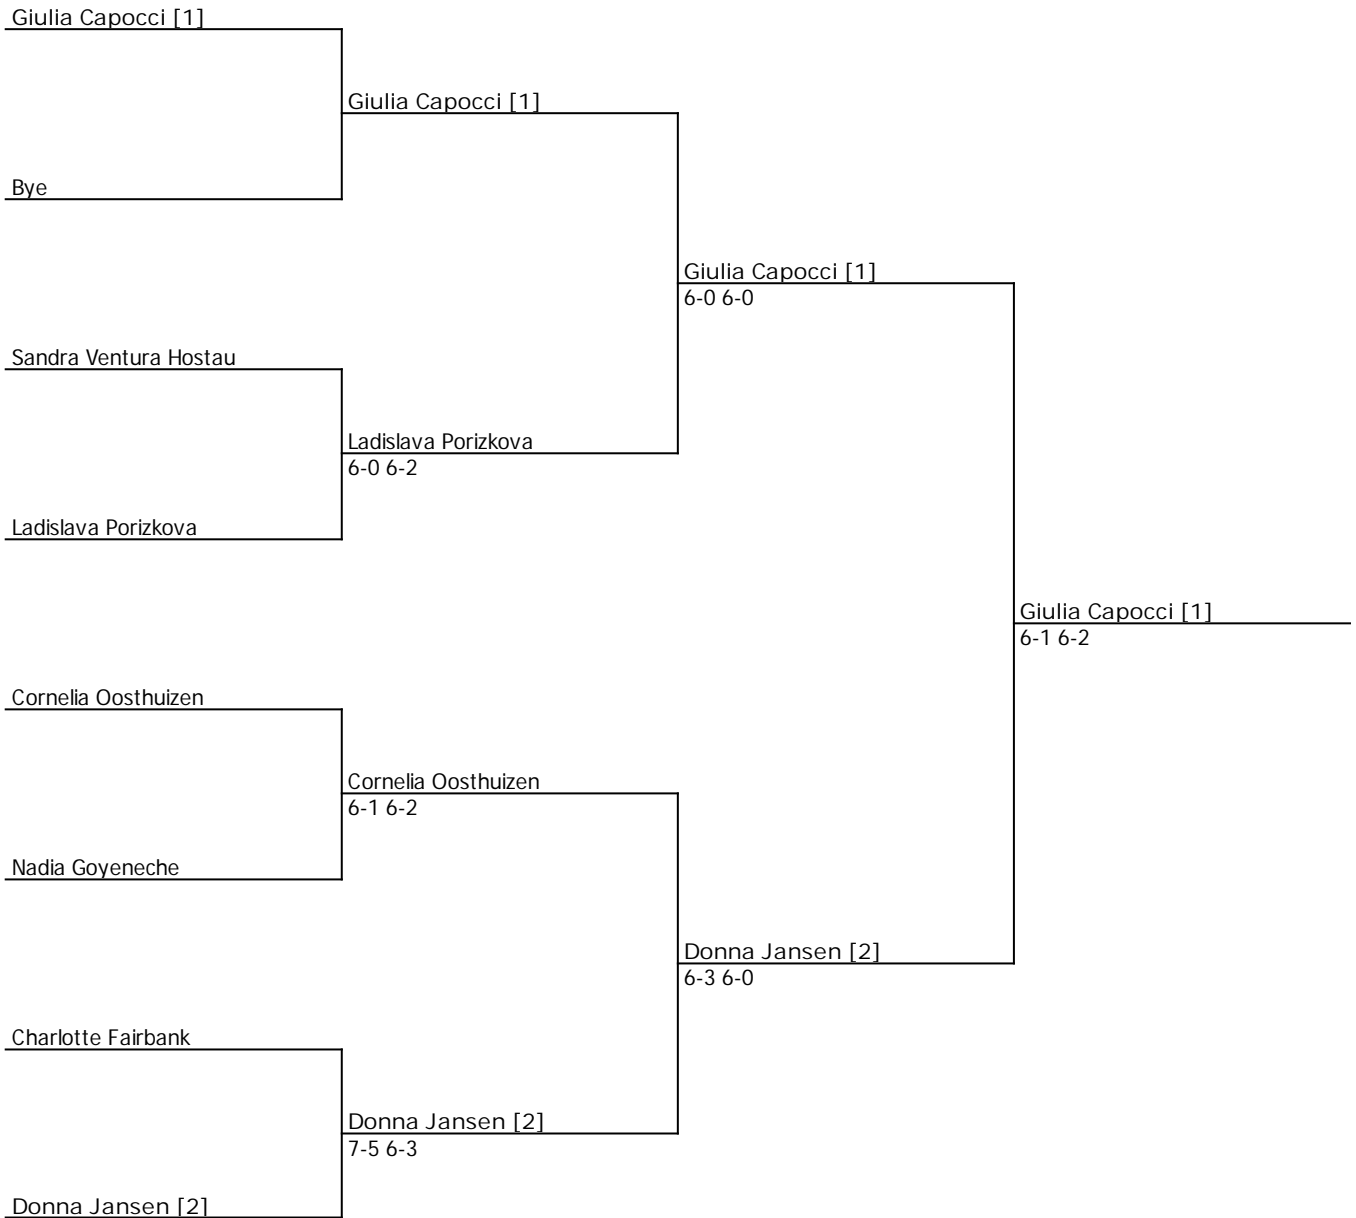 Giulia Capocci [1]
Giulia Capocci [1]
Bye
Giulia Capocci [1]
6-0 6-0
Sandra Ventura Hostau
Ladislava Porizkova
6-0 6-2
Ladislava Porizkova
Giulia Capocci [1]
6-1 6-2
Cornelia Oosthuizen
Cornelia Oosthuizen
6-1 6-2
Nadia Goyeneche
Donna Jansen [2]
6-3 6-0
Charlotte Fairbank
Donna Jansen [2]
7-5 6-3
Donna Jansen [2]